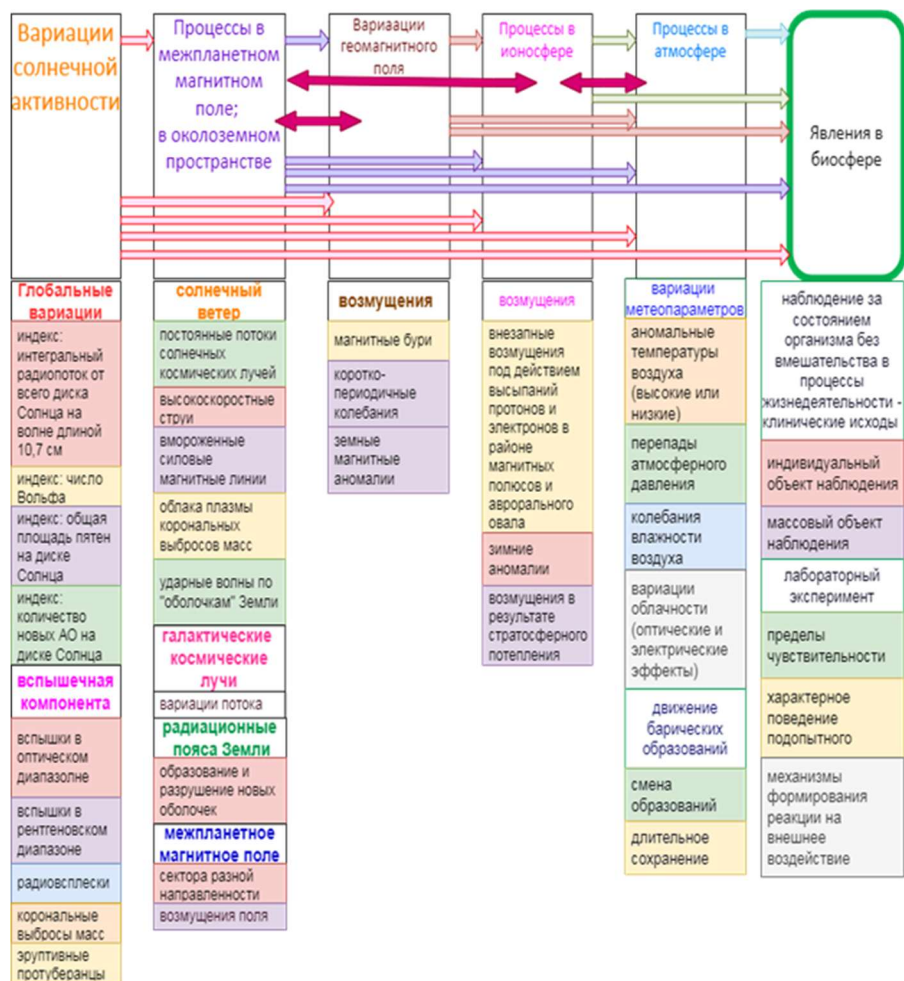 Вариации
солнечной
активности
Процессы в
межпланетном
магнитном
поле;
в околоземном
пространстве
Вариаации
геомагнитного
поля
Процессы в
ионосфере
Процессы в
атмосфере
Явления в
биосфере
Глобальные
вариации
индекс:
интегральный
радиопоток от
всего диска
Солнца на
волне длиной
10,7 см
индекс: число
Вольфа
индекс: общая
площадь пятен
на диске
Солнца
индекс:
количество
новых АО на
диске Солнца
вспышечная
компонента
вспышки в
оптическом
диапазолне
вспышки в
рентгеновском
диапазоне
радиовсплески
корональные
выбросы масс
эруптивные
протуберанцы
солнечный
ветер
постоянные потоки
солнечных
космических лучей
высокоскоростные
струи
вмороженные
силовые
магнитные линии
облака плазмы
корональных
выбросов масс
ударные волны по
"оболочкам" Земли
галактические
космические
лучи
вариации потока
радиационные
пояса Земли
образование и
разрушение новых
оболочек
межпланетное
магнитное поле
сектора разной
направленности
возмущения поля
возмущения
магнитные бури
коротко-
периодичные
колебания
земные
магнитные
аномалии
возмущения
внезапные
возмущения
под действием
высыпаний
протонов и
электронов в
районе
магнитных
полюсов и
аврорального
овала
зимние
аномалии
возмущения в
результате
стратосферного
потепления
вариации
метеопараметров
аномальные
температуры
воздуха
(высокие или
низкие)
перепады
атмосферного
давления
колебания
влажности
воздуха
вариации
облачности
(оптические и
электрические
эффекты)
движение
барических
образований
смена
образований
длительное
сохранение
наблюдение за
состоянием
организма без
вмешательства в
процессы
жизнедеятельности -
клинические исходы
индивидуальный
объект наблюдения
массовый объект
наблюдения
лабораторный
эксперимент
пределы
чувствительности
характерное
поведение
подопытного
механизмы
формирования
реакции на
внешнее
воздействие